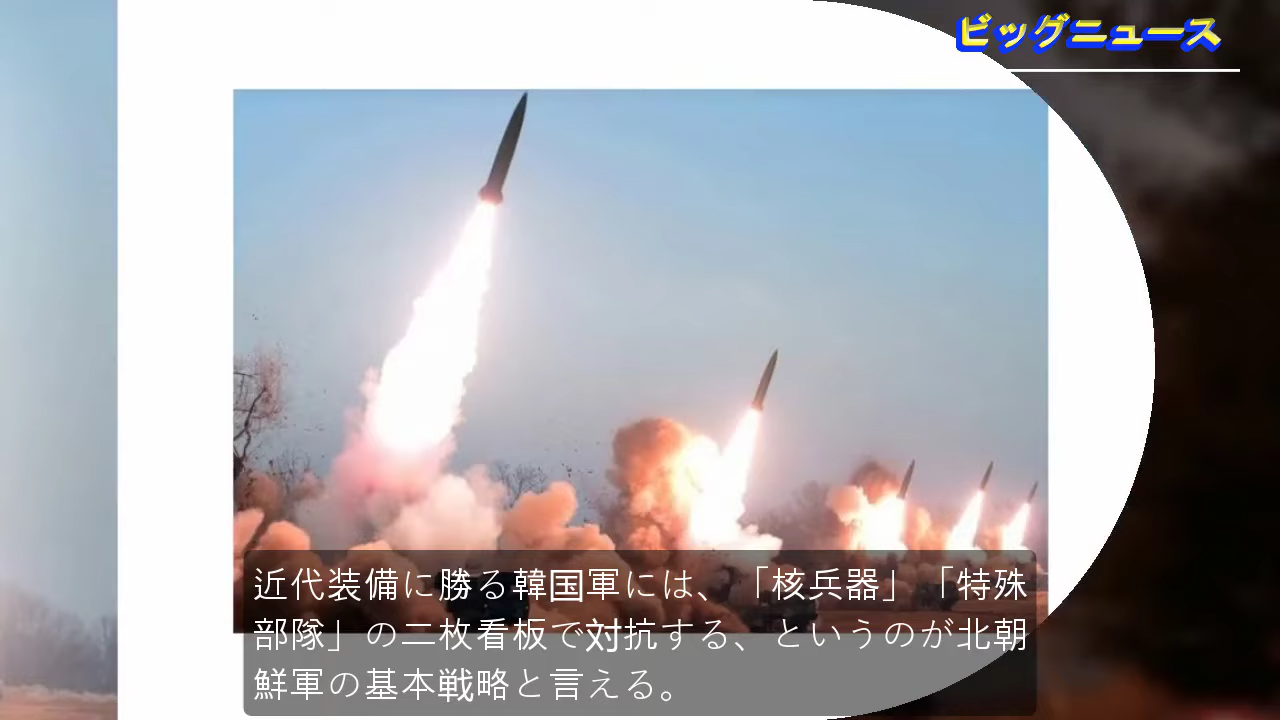 ビッグニュース
近代装備に勝る韓国軍には、「核兵器」「特殊
部隊」の二枚看板で対抗する、というのが北朝
鮮軍の基本戦略と言える。